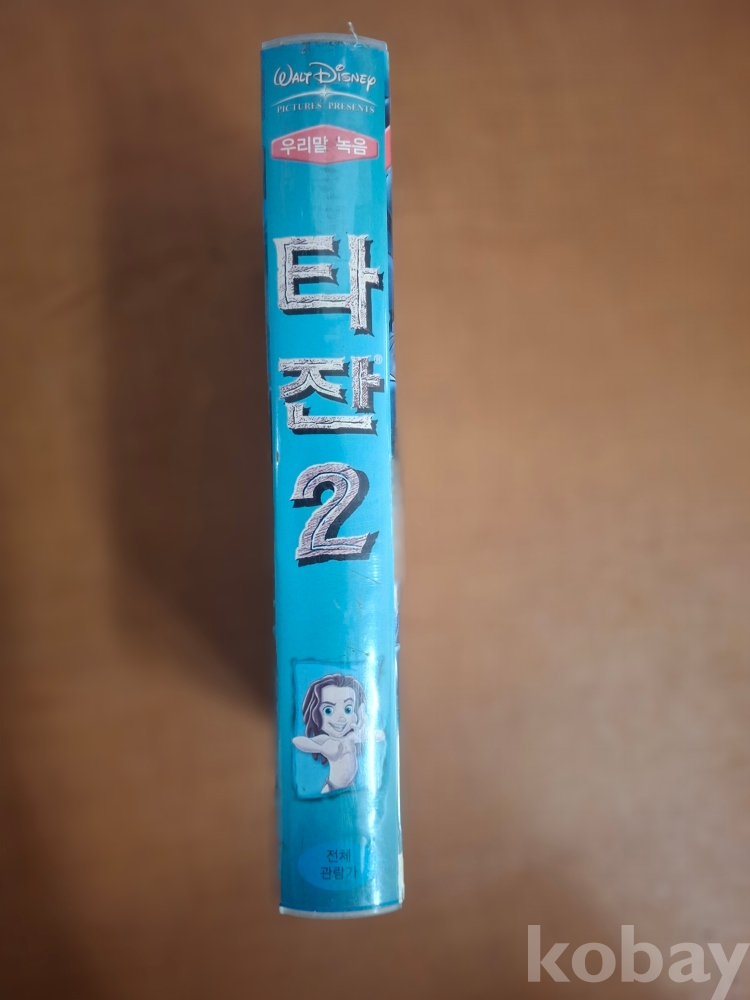 WALT DISNEY
PICTURES PRESENTS
우리말 녹음
타
잔®
2
전체
관람가
kobay